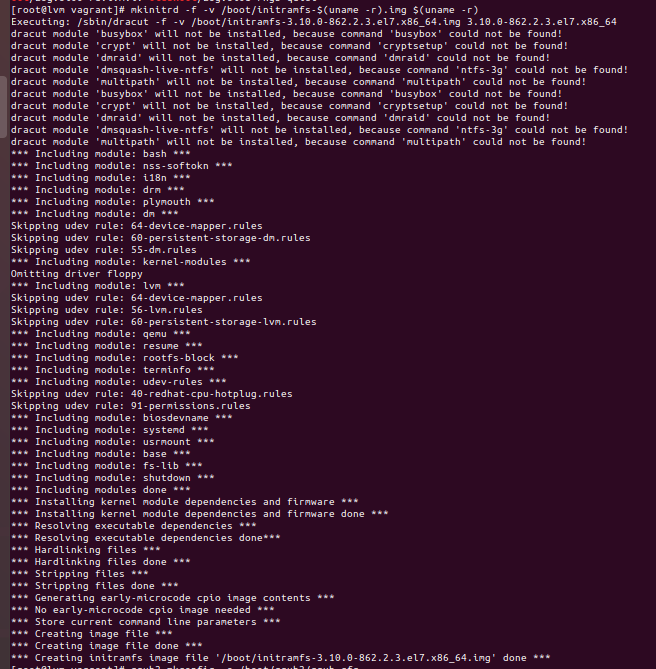 [root@lvm vagrant]# mkinitrd -f -v /boot/initramfs-$(uname -r).img $(uname -r)
Executing: /sbin/dracut -f -v /boot/initramfs-3.10.0-862.2.3.el7.x86_64.img 3.10.0-862.2.3.el7.x86_64
dracut module 'busybox' will not be installed, because command 'busybox' could not be found!
dracut module 'crypt' will not be installed, because command 'cryptsetup' could not be found!
dracut module 'dmraid' will not be installed, because command 'dmraid' could not be found!
dracut module 'dmsquash-live-ntfs' will not be installed, because command 'ntfs-3g' could not be found!
dracut module 'multipath' will not be installed, because command 'multipath' could not be found!
dracut module 'busybox' will not be installed, because command 'busybox' could not be found!
dracut module 'crypt' will not be installed, because command 'cryptsetup' could not be found!
dracut module 'dmraid' will not be installed, because command 'dmraid' could not be found!
dracut module 'dmsquash-live-ntfs' will not be installed, because command 'ntfs-3g' could not be found!
dracut module 'multipath' will not be installed, because command 'multipath' could not be found!
*** Including module: bash ***
*** Including module: nss-softokn ***
*** Including module: i18n ***
*** Including module: drm ***
*** Including module: plymouth ***
*** Including module: dm ***
Skipping udev rule: 64-device-mapper.rules
Skipping udev rule: 60-persistent-storage-dm.rules
Skipping udev rule: 55-dm.rules
*** Including module: kernel-modules ***
Omitting driver floppy
*** Including module: lvm ***
Skipping udev rule: 64-device-mapper.rules
Skipping udev rule: 56-lvm.rules
Skipping udev rule: 60-persistent-storage-lvm.rules
*** Including module: qemu ***
*** Including module: resume ***
*** Including module: rootfs-block ***
*** Including module: terminfo ***
*** Including module: udev-rules ***
Skipping udev rule: 40-redhat-cpu-hotplug.rules
Skipping udev rule: 91-permissions.rules
*** Including module: biosdevname ***
*** Including module: systemd ***
*** Including module: usrmount ***
*** Including module: base ***
*** Including module: fs-lib ***
*** Including module: shutdown ***
*** Including modules done ***
*** Installing kernel module dependencies and firmware ***
*** Installing kernel module dependencies and firmware done ***
*** Resolving executable dependencies ***
*** Resolving executable dependencies done***
*** Hardlinking files ***
*** Hardlinking files done ***
*** Stripping files ***
*** Stripping files done ***
*** Generating early-microcode cpio image contents ***
*** No early-microcode cpio image needed ***
*** Store current command line parameters ***
*** Creating image file ***
*** Creating image file done ***
*** Creating initramfs image file '/boot/initramfs-3.10.0-862.2.3.el7.x86_64.img' done ***